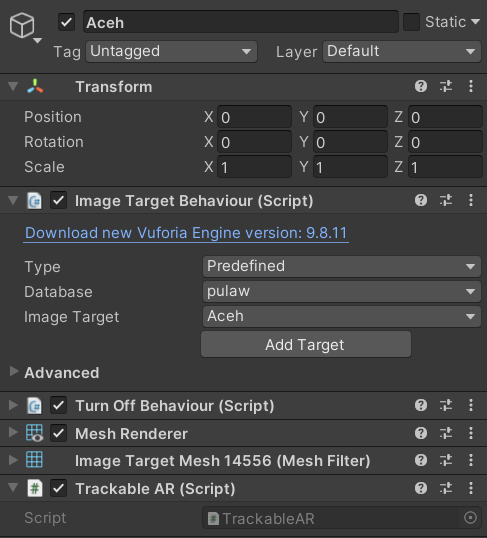 Aceh Static
Tag Untagged Layer Default
Transform
Position X 0 Y 0 Z 0
Rotation X 0 Y 0 Z 0
Scale X 1 Y 1 Z 1
Image Target Behaviour (Script)
Download new Vuforia Engine version: 9.8.11
Type Predefined
Database pulaw
Image Target Aceh
Add Target
Advanced
Turn Off Behaviour (Script)
Mesh Renderer
Image Target Mesh 14556 (Mesh Filter)
# Trackable AR (Script)
Script # TrackableAR